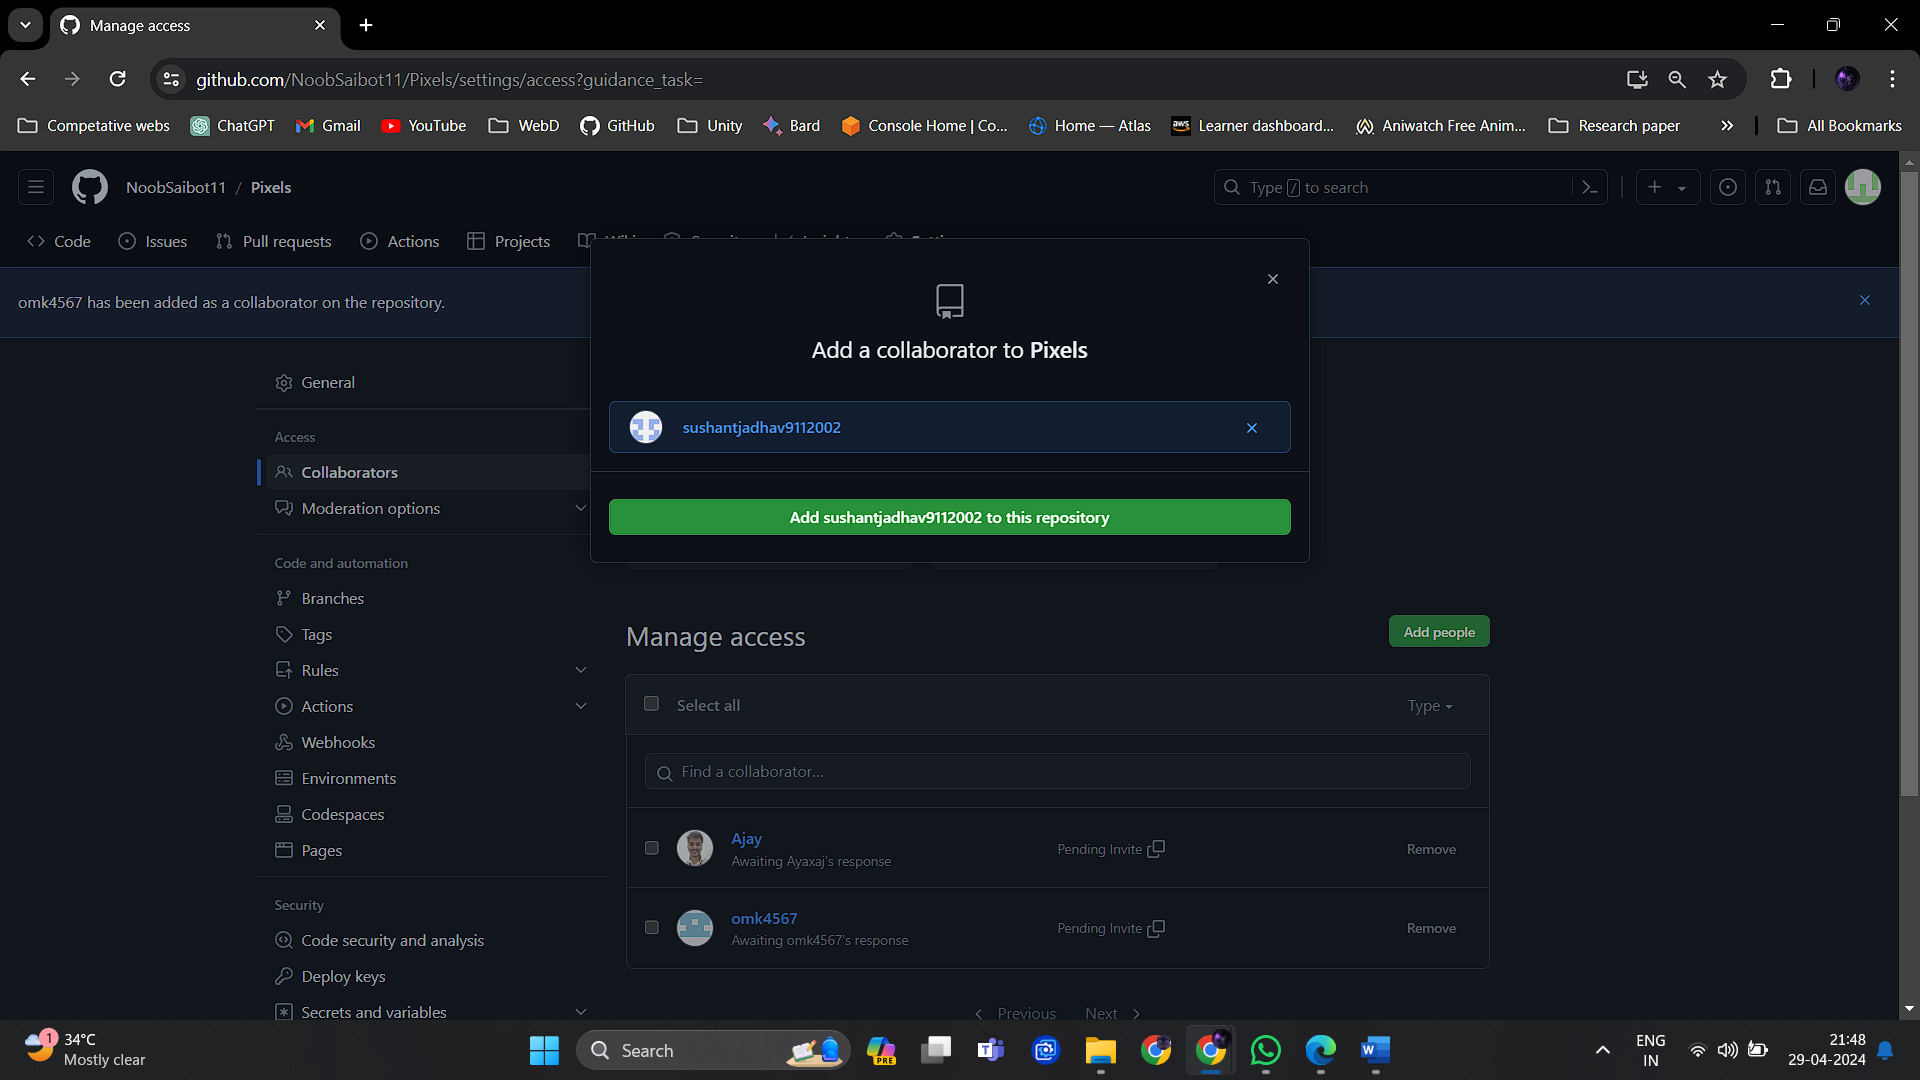 Manage access
github.com/NoobSaibot11/Pixels/settings/access?guidance_task=
Competative webs ChatGPT Gmail YouTube WebD GitHub Unity Bard Console Home | Co... Home — Atlas Learner dashboard... Aniwatch Free Anim... Research paper All Bookmarks
NoobSaibot11 / Pixels
Type / to search
Code Issues Pull requests Actions Projects
omk4567 has been added as a collaborator on the repository.
Add a collaborator to Pixels
sushantjadhav9112002
Add sushantjadhav9112002 to this repository
General
Access
Collaborators
Moderation options
Code and automation
Branches
Tags
Rules
Actions
Webhooks
Environments
Codespaces
Pages
Security
Code security and analysis
Deploy keys
Secrets and variables
Manage access
Add people
Select all
Type
Find a collaborator...
Ajay
Awaiting Ayaxaj's response
Pending Invite
Remove
omk4567
Awaiting omk4567's response
Pending Invite
Remove
Previous Next
1
34°C
Mostly clear
Search
PRE
ENG
IN
21:48
29-04-2024